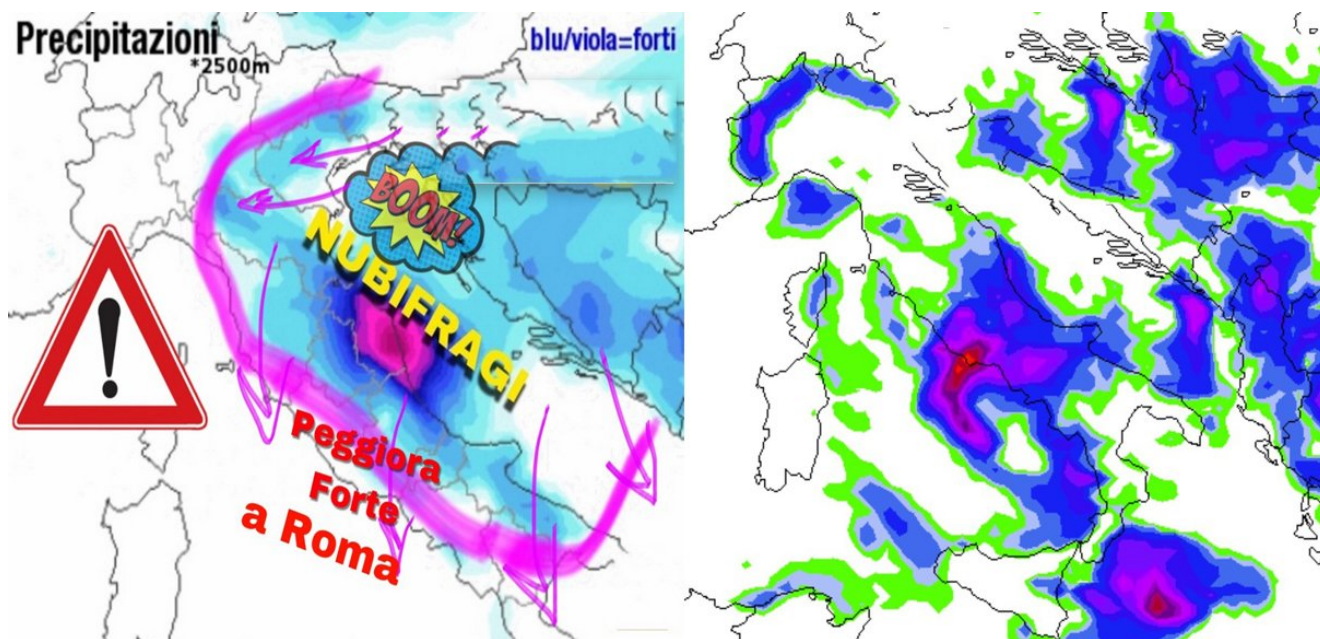 Precipitazioni
*2500m
blu/viola=forti
BOOM!
NUBIFRAGI
Peggiora
Forte
a Roma